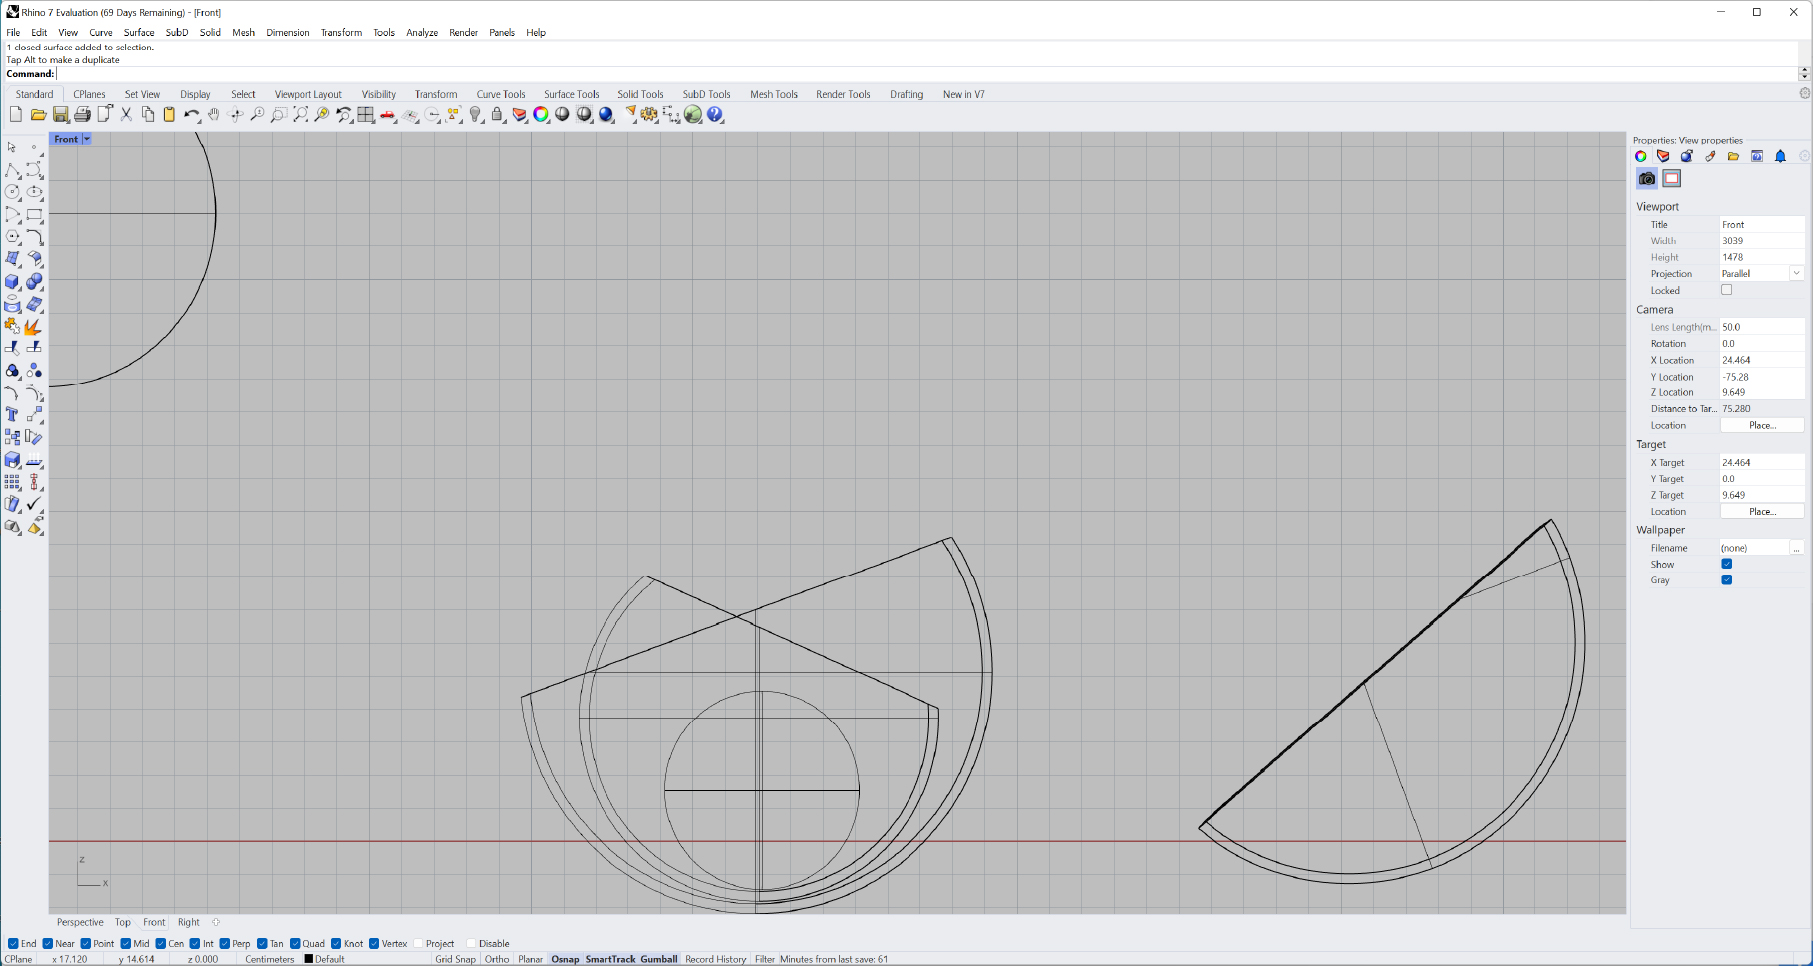 Rhino 7 Evaluation (69 Days Remaining) - [Front]
File Edit View Curve Surface SubD Solid Mesh Dimension Transform Tools Analyze Render Panels Help
1 closed surface added to selection.
Tap Alt to make a duplicate
Command:
Standard CPlanes Set View Display Select Viewport Layout Visibility Transform Curve Tools Surface Tools Solid Tools SubD Tools Mesh Tools Render Tools Drafting New in V7
Front
Properties: View properties
Viewport
Title Front
Width 3039
Height 1478
Projection Parallel
Locked
Camera
Lens Length(m... 50.0
Rotation 0.0
X Location 24.464
Y Location -75.28
Z Location 9.649
Distance to Tar... 75.280
Location Place...
Target
X Target 24.464
Y Target 0.0
Z Target 9.649
Location Place...
Wallpaper
Filename (none) ...
Show
Gray
z
x
Perspective Top Front Right
End Near Point Mid Cen Int Perp Tan Quad Knot Vertex Project Disable
CPlane x 17.120 y 14.614 z 0.000 Centimeters Default Grid Snap Ortho Planar Osnap SmartTrack Gumball Record History Filter Minutes from last save: 61